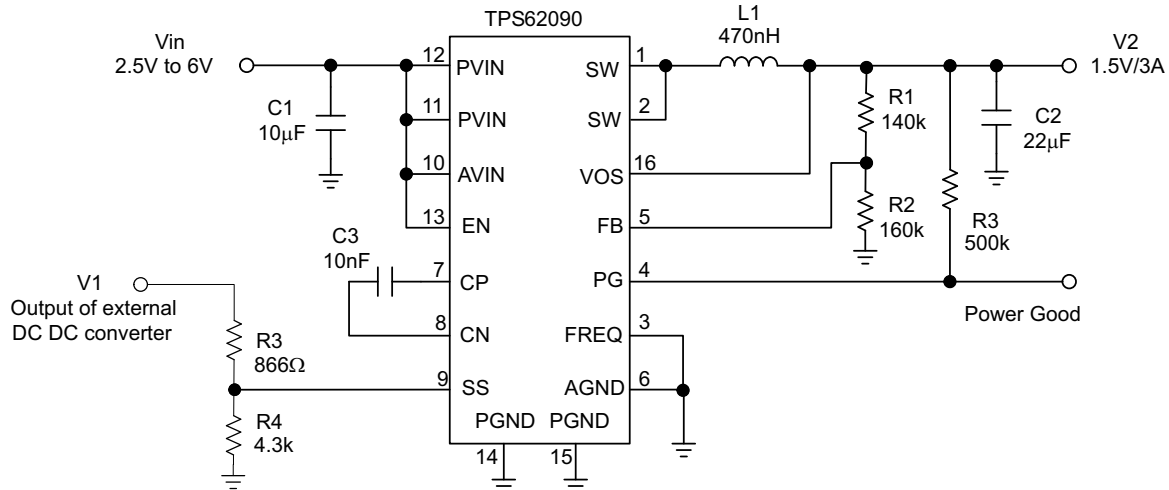 TPS62090
L1
470nH
Vin
2.5V to 6V
V2
1.5V/3A
12
PVIN
SW
1
C1
10μF
11
PVIN
SW
2
R1
140k
C2
22μF
10
AVIN
VOS
16
13
EN
FB
5
R2
160k
R3
500k
C3
10nF
7
CP
PG
4
Power Good
V1
Output of external
DC DC converter
8
CN
FREQ
3
R3
866Ω
9
SS
AGND
6
R4
4.3k
PGND
PGND
14
15